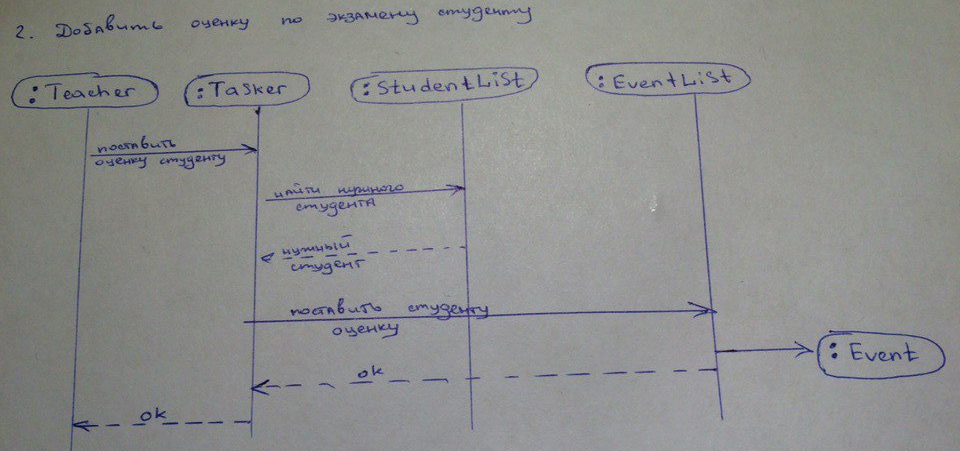 2. Добавить оценку по экзамену студенту
:Teacher
:Tasker
:StudentList
:EventList
поставить
оценку студенту
найти нужного
студента
нужный
студент
поставить студенту
оценку
:Event
ok
ok